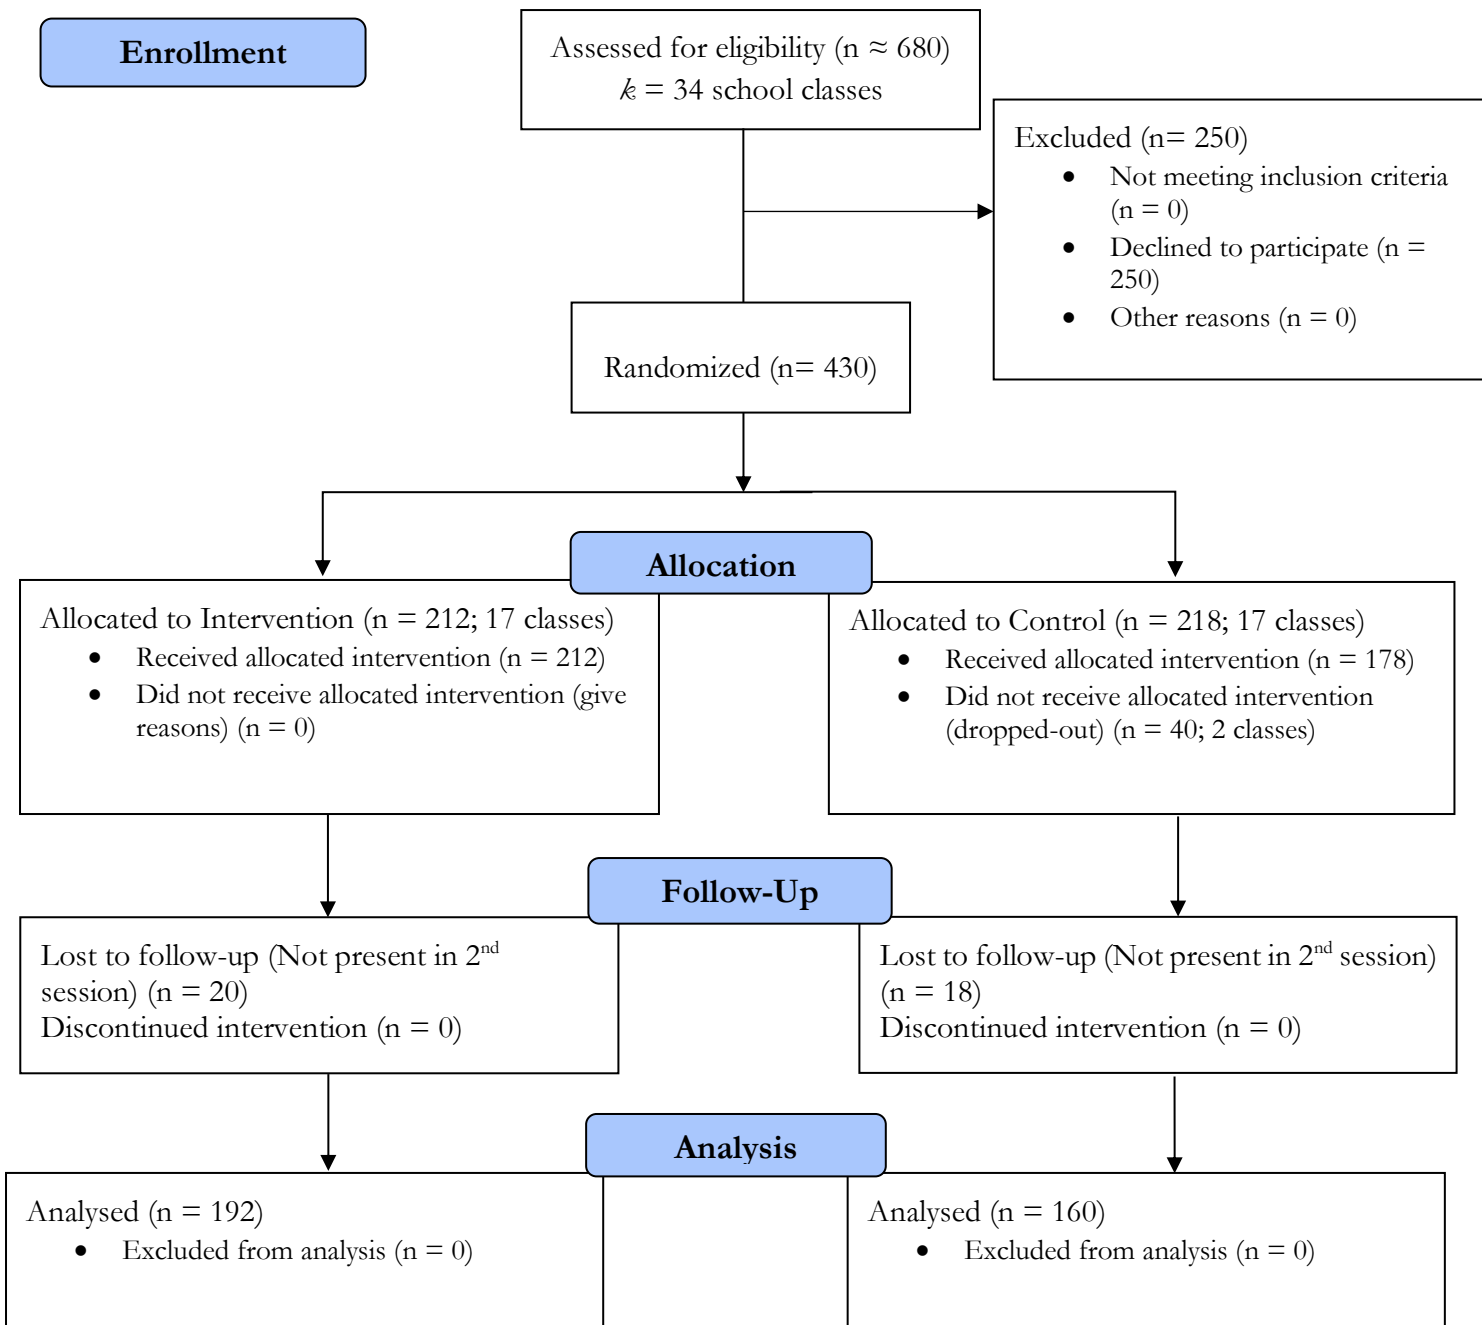 Enrollment
Assessed for eligibility (n ≈ 680)
k = 34 school classes
Excluded (n= 250)
• Not meeting inclusion criteria
(n = 0)
• Declined to participate (n =
250)
• Other reasons (n = 0)
Randomized (n= 430)
Allocation
Allocated to Intervention (n = 212; 17 classes)
• Received allocated intervention (n = 212)
• Did not receive allocated intervention (give
reasons) (n = 0)
Allocated to Control (n = 218; 17 classes)
• Received allocated intervention (n = 178)
• Did not receive allocated intervention
(dropped-out) (n = 40; 2 classes)
Follow-Up
Lost to follow-up (Not present in 2nd
session) (n = 20)
Discontinued intervention (n = 0)
Lost to follow-up (Not present in 2nd session)
(n = 18)
Discontinued intervention (n = 0)
Analysis
Analysed (n = 192)
• Excluded from analysis (n = 0)
Analysed (n = 160)
• Excluded from analysis (n = 0)